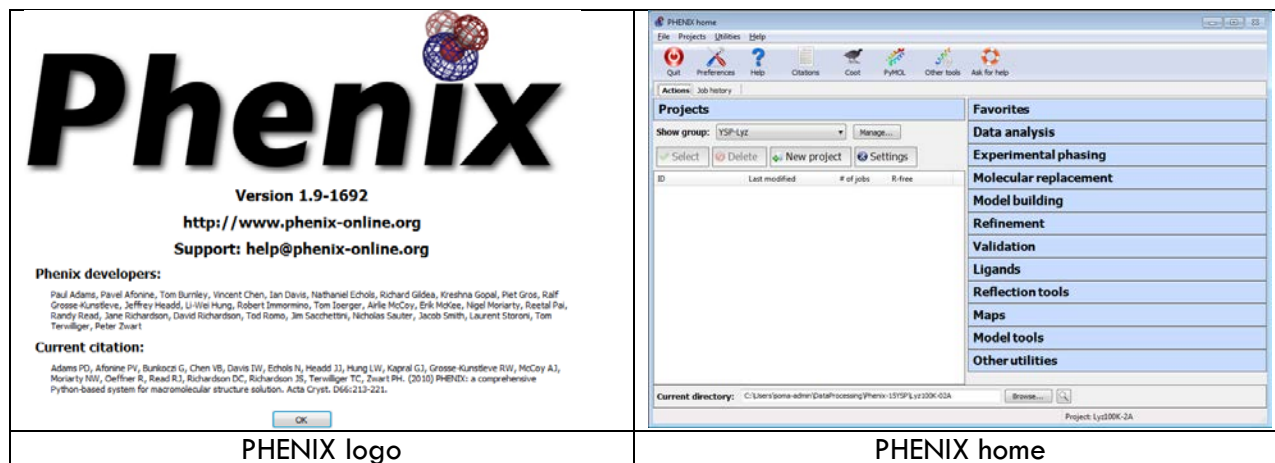 Phenix
Version 1.9-1692
http://www.phenix-online.org
Support: help@phenix-online.org
Phenix developers:
Paul Adams, Pavel Afonine, Tom Burnley, Vincent Chen, Ian Davis, Nathaniel Echols, Richard Gildea, Kreshna Gopal, Piet Gros, Ralf
Grosse-Kunstleve, Jeffrey Headd, Li-Wei Hung, Robert Immormino, Tom Ioerger, Airlie McCoy, Erik McKee, Nigel Moriarty, Reetal Pai,
Randy Read, Jane Richardson, David Richardson, Tod Romo, Jim Sacchettini, Nicholas Sauter, Jacob Smith, Laurent Storoni, Tom
Terwilliger, Peter Zwart
Current citation:
Adams PD, Afonine PV, Bunkoczi G, Chen VB, Davis IW, Echols N, Headd JJ, Hung LW, Kapral GJ, Grosse-Kunstleve RW, McCoy AJ,
Moriarty NW, Oeffner R, Read RJ, Richardson DC, Richardson JS, Terwilliger TC, Zwart PH. (2010) PHENIX: a comprehensive
Python-based system for macromolecular structure solution. Acta Cryst. D66:213-221.
OK
PHENIX logo
PHENIX home
File Projects Utilities Help
Quit Preferences Help Citations Coot PyMOL Other tools Ask for help
Actions Job history
Projects
Show group: YSP-Lyz Manage...
Select Delete New project Settings
ID Last modified # of jobs R-free
Favorites
Data analysis
Experimental phasing
Molecular replacement
Model building
Refinement
Validation
Ligands
Reflection tools
Maps
Model tools
Other utilities
Current directory: C:\Users\soma-admin\DataProcessing\Phenix-15YSP\Lyz100K-02A Browse...
Project: Lyz100K-2A
PHENIX home